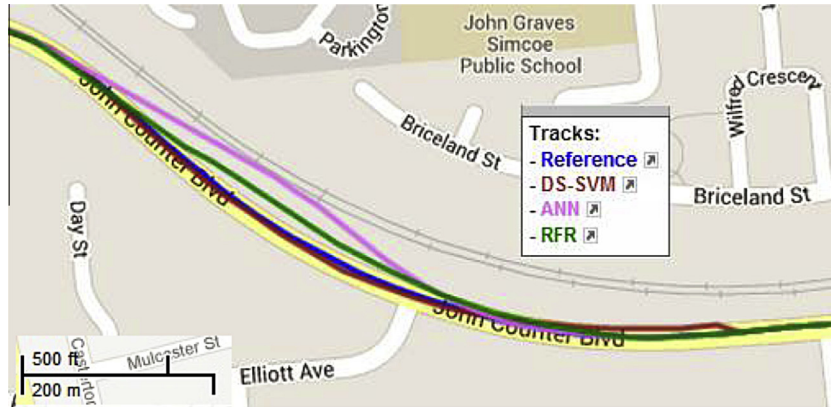 Parkington
John Graves
Simcoe
Public School
Wilfred Crescent
Briceland St
Tracks:
- Reference
- DS-SVM
- ANN
- RFR
Briceland St
John Counter Blvd
Day St
John Counter Blvd
500 ft
200 m
Mulcaster St
Elliott Ave